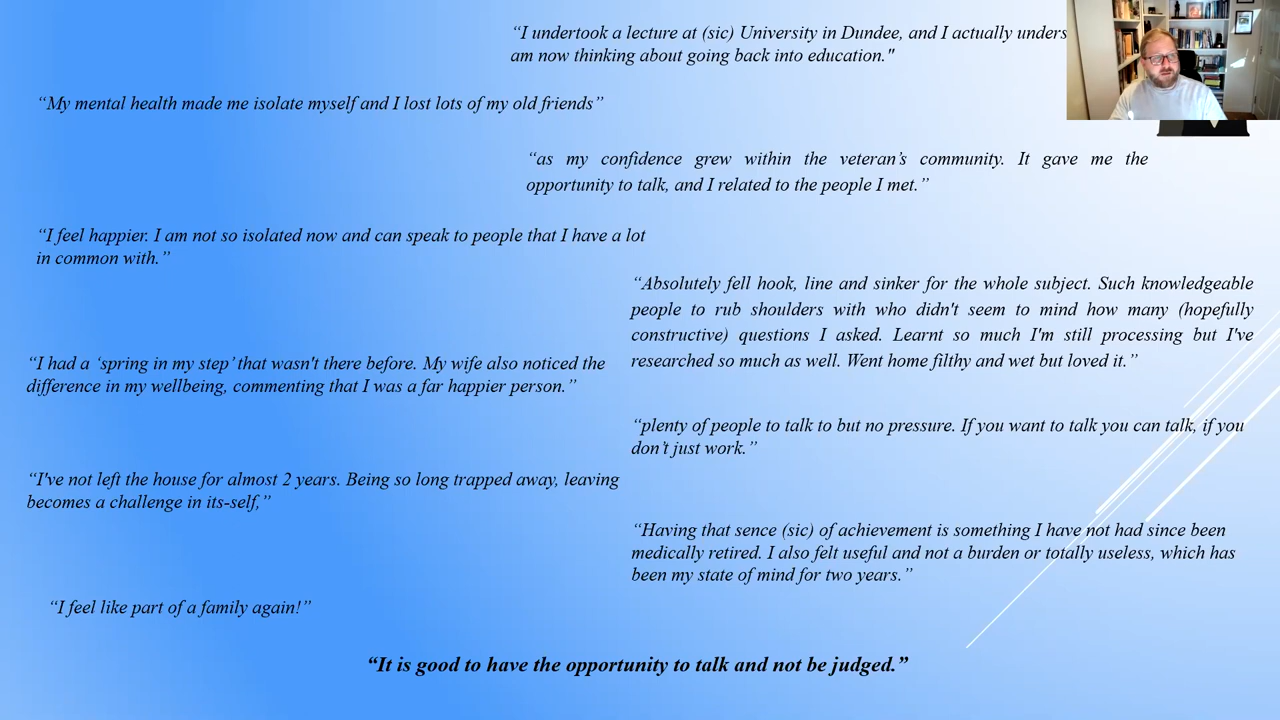 “I undertook a lecture at (sic) University in Dundee, and I actually
am now thinking about going back into education."
“My mental health made me isolate myself and I lost lots of my old friends”
“as my confidence grew within the veteran’s community. It gave me the
opportunity to talk, and I related to the people I met.”
“I feel happier. I am not so isolated now and can speak to people that I have a lot
in common with.”
“Absolutely fell hook, line and sinker for the whole subject. Such knowledgeable
people to rub shoulders with who didn't seem to mind how many (hopefully
constructive) questions I asked. Learnt so much I'm still processing but I've
researched so much as well. Went home filthy and wet but loved it.”
“I had a ‘spring in my step’ that wasn't there before. My wife also noticed the
difference in my wellbeing, commenting that I was a far happier person.”
“plenty of people to talk to but no pressure. If you want to talk you can talk, if you
don’t just work.”
“I've not left the house for almost 2 years. Being so long trapped away, leaving
becomes a challenge in its-self,”
“Having that sence (sic) of achievement is something I have not had since been
medically retired. I also felt useful and not a burden or totally useless, which has
been my state of mind for two years.”
“I feel like part of a family again!”
“It is good to have the opportunity to talk and not be judged.”